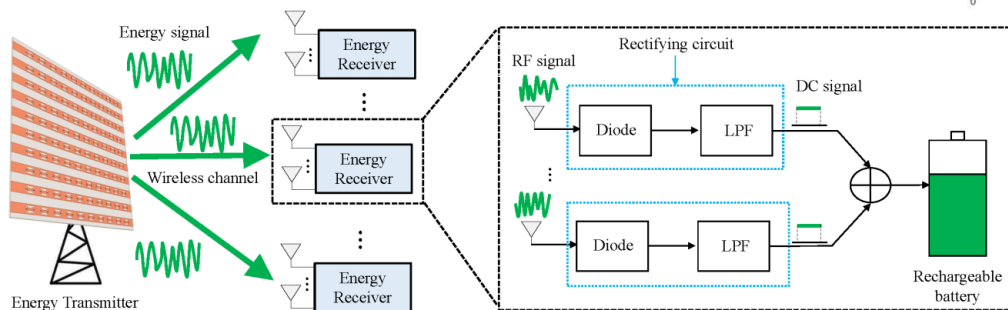 0
Energy signal
Energy
Receiver
Wireless channel
Energy
Receiver
Energy
Receiver
Energy Transmitter
Rectifying circuit
RF signal
DC signal
Diode
LPF
Diode
LPF
Rechargeable
battery